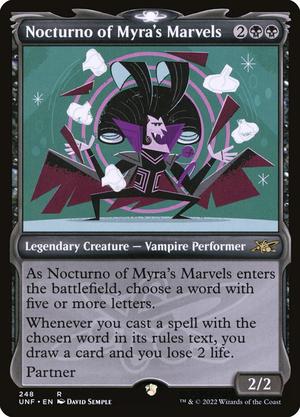 Nocturno of Myra's Marvels 2
Legendary Creature — Vampire Performer
As Nocturno of Myra's Marvels enters
the battlefield, choose a word with
five or more letters.
Whenever you cast a spell with the
chosen word in its rules text, you
draw a card and you lose 2 life.
Partner
2/2
248 R
UNF • EN DAVID SEMPLE
™ & © 2022 Wizards of the Coast